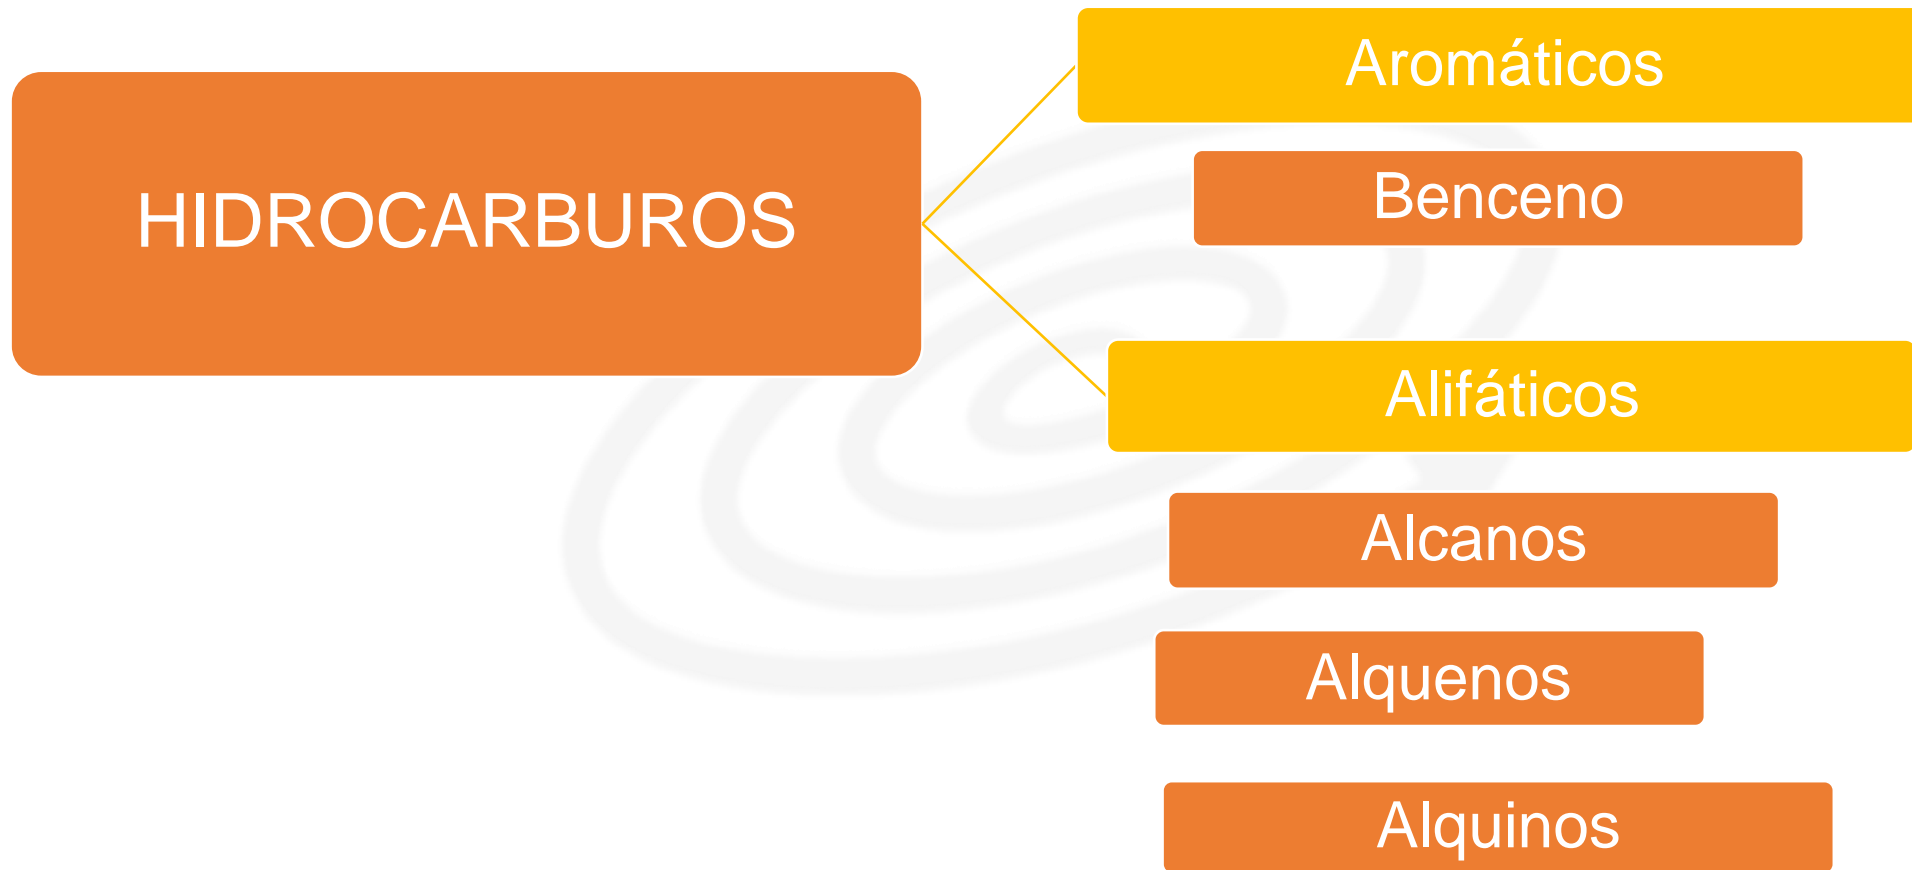 HIDROCARBUROS
Aromáticos
Benceno
Alifáticos
Alcanos
Alquenos
Alquinos